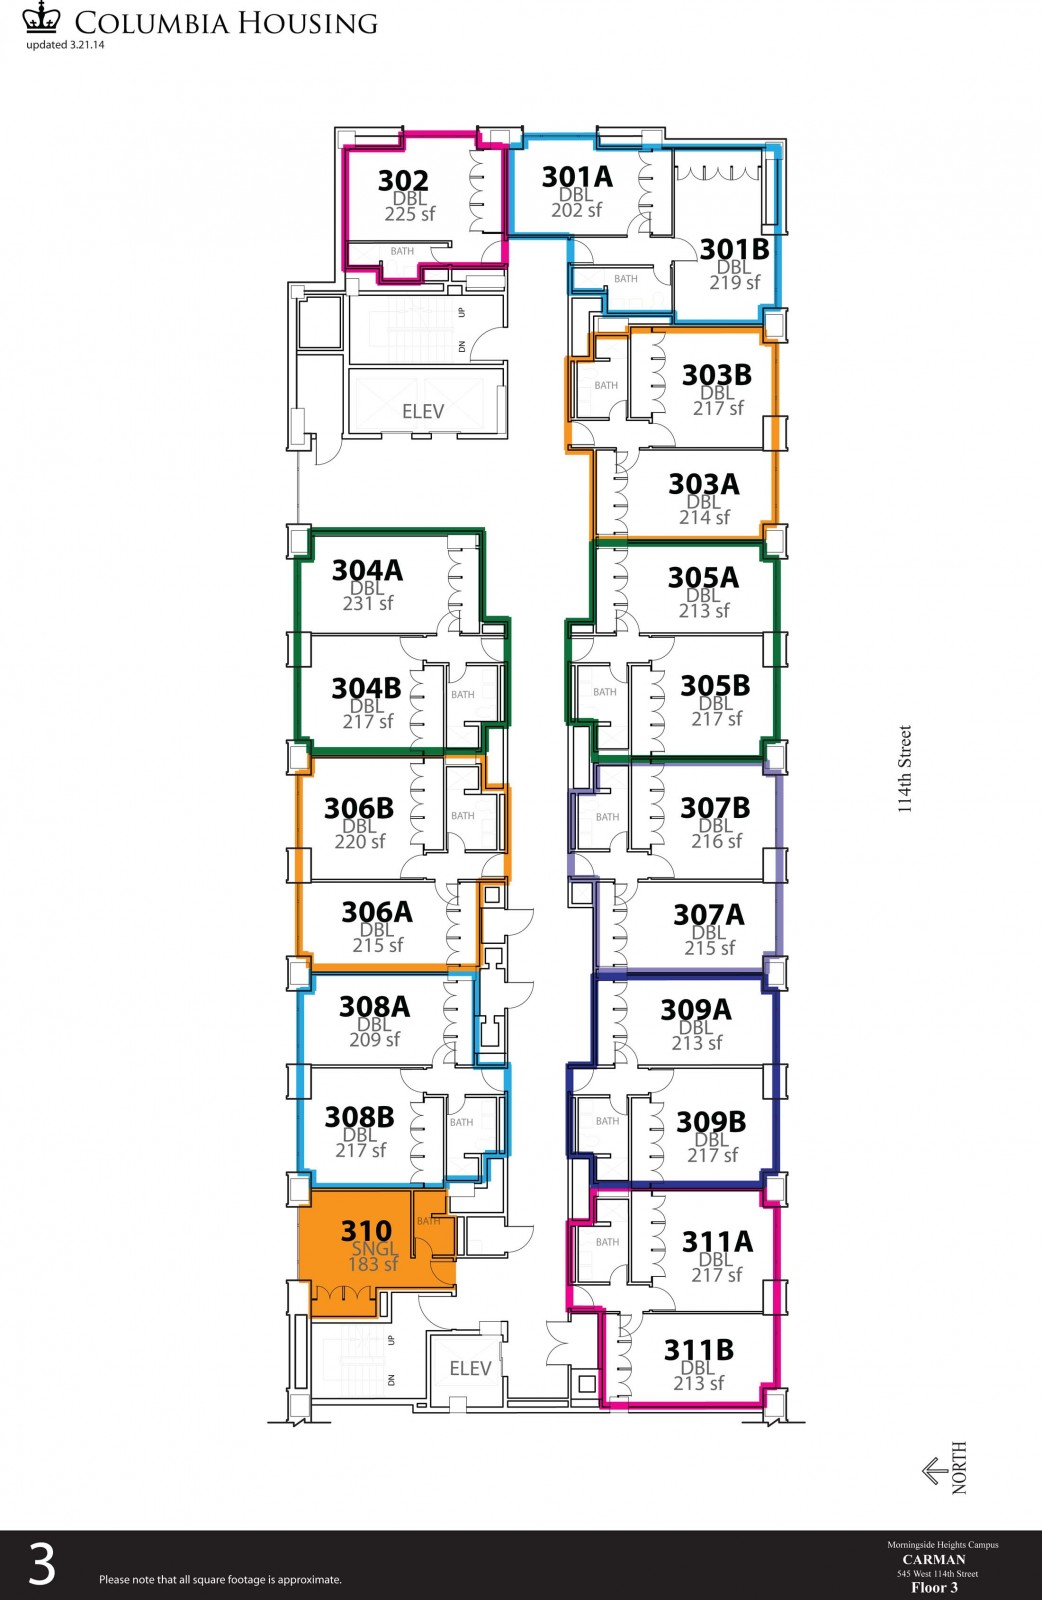 COLUMBIA HOUSING
updated 3.21.14
302
DBL
225 sf
BATH
301A
DBL
202 sf
301B
DBL
219 sf
BATH
UP
DN
ELEV
303B
DBL
217 sf
BATH
303A
DBL
214 sf
304A
DBL
231 sf
305A
DBL
213 sf
304B
DBL
217 sf
BATH
BATH
305B
DBL
217 sf
306B
DBL
220 sf
BATH
BATH
307B
DBL
216 sf
306A
DBL
215 sf
307A
DBL
215 sf
308A
DBL
209 sf
309A
DBL
213 sf
308B
DBL
217 sf
BATH
BATH
309B
DBL
217 sf
310
SNGL
183 sf
BATH
BATH
311A
DBL
217 sf
UP
DN
ELEV
311B
DBL
213 sf
114th Street
NORTH
3
Please note that all square footage is approximate.
Morningside Heights Campus
CARMAN
545 West 114th Street
Floor 3